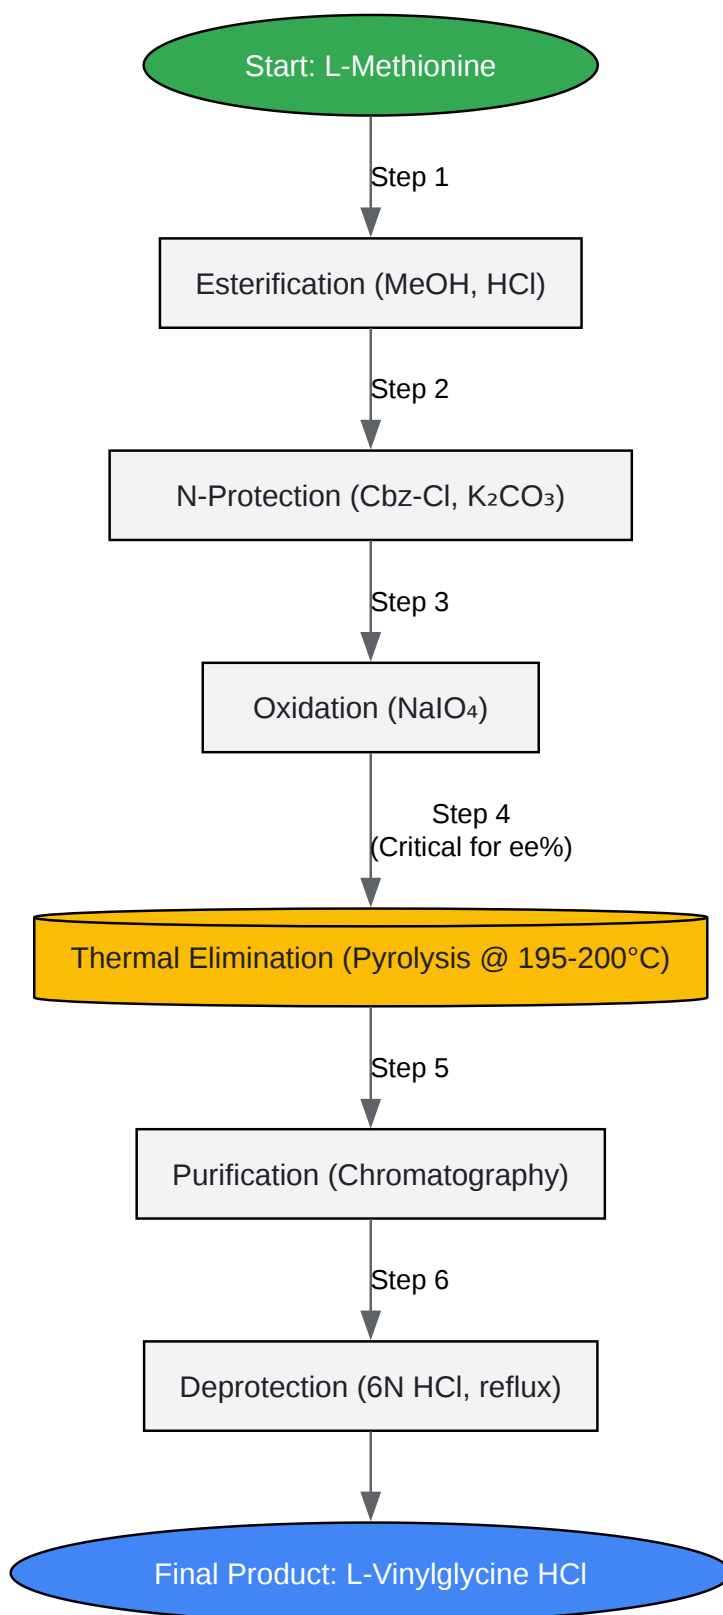 Start: L-Methionine
Step 1
Esterification (MeOH, HCl)
Step 2
N-Protection (Cbz-Cl, K₂CO₃)
Step 3
Oxidation (NaIO₄)
Step 4
(Critical for ee%)
Thermal Elimination (Pyrolysis @ 195-200°C)
Step 5
Purification (Chromatography)
Step 6
Deprotection (6N HCl, reflux)
Final Product: L-Vinylglycine HCl